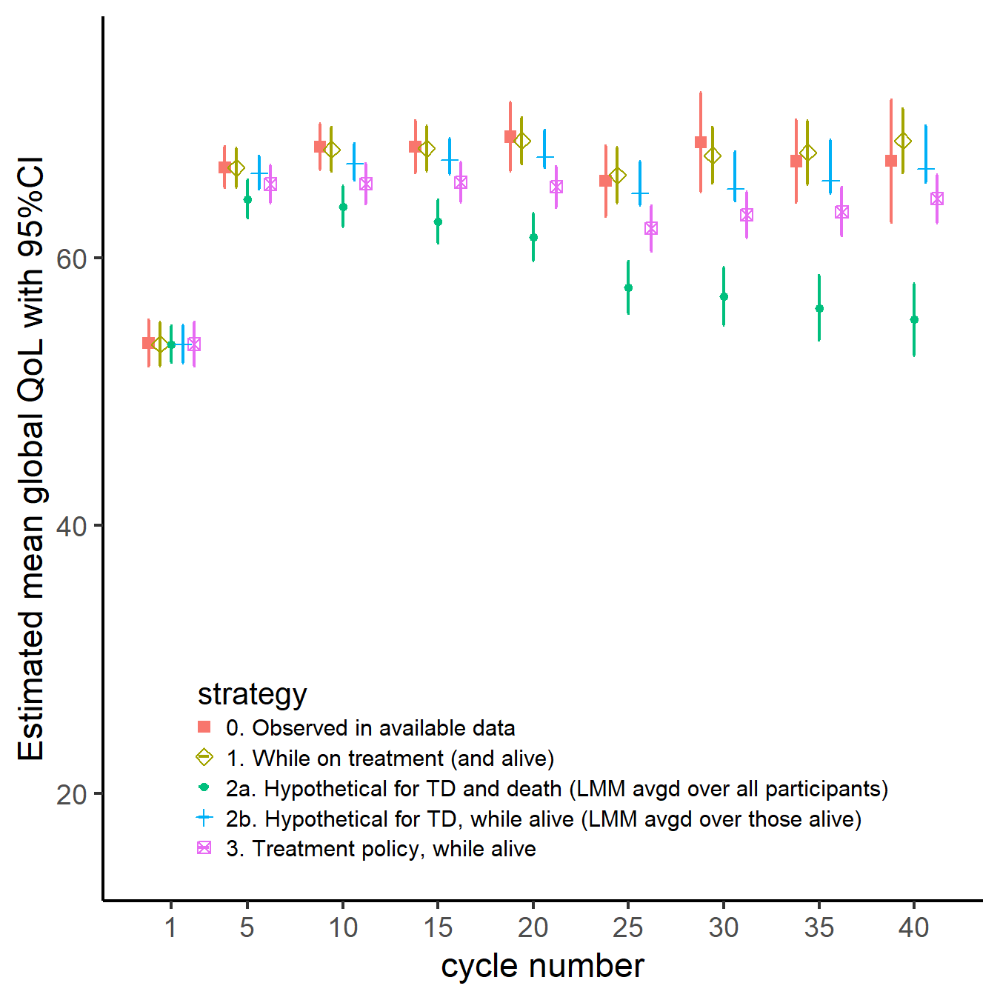 Estimated mean global QoL with 95%CI
60
40
20
strategy
0. Observed in available data
1. While on treatment (and alive)
2a. Hypothetical for TD and death (LMM avgd over all participants)
2b. Hypothetical for TD, while alive (LMM avgd over those alive)
3. Treatment policy, while alive
1 5 10 15 20 25 30 35 40
cycle number